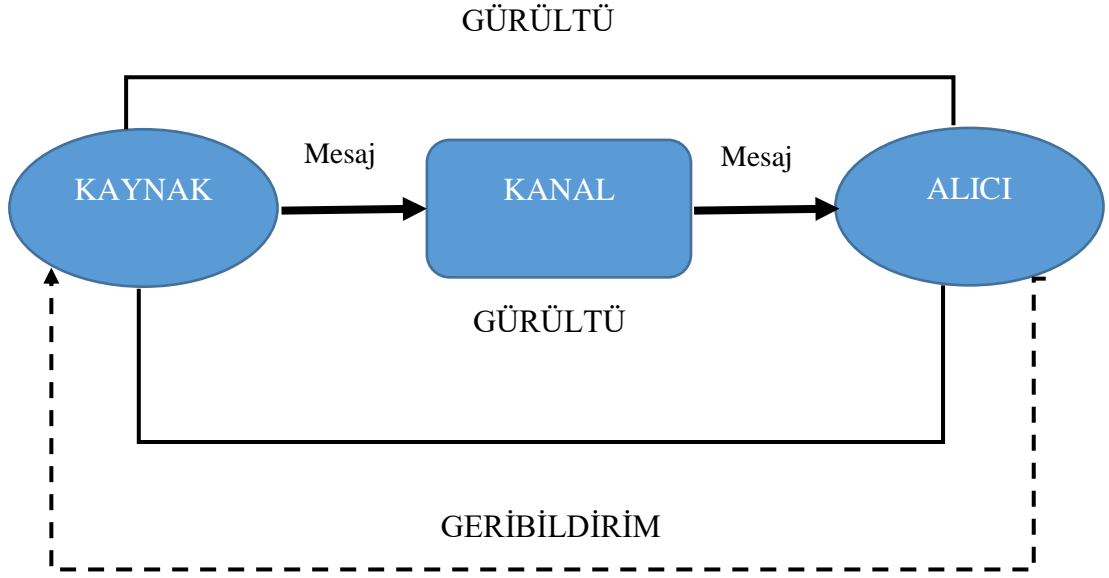 GÜRÜLTÜ
Mesaj
Mesaj
KAYNAK
KANAL
ALICI
GÜRÜLTÜ
GERİBİLDİRİM